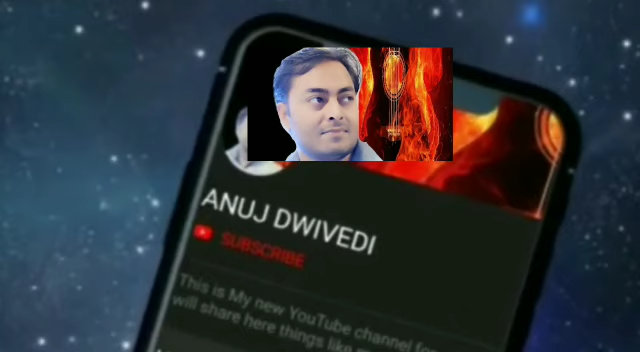 ANUJ DWIVEDI
SUBSCRIBE
This is My new YouTube channel for
will share here things like